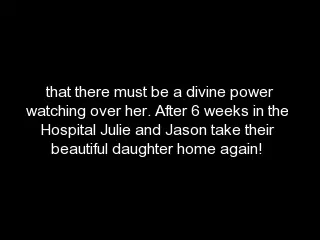 that there must be a divine power
watching over her. After 6 weeks in the
Hospital Julie and Jason take their
beautiful daughter home again!